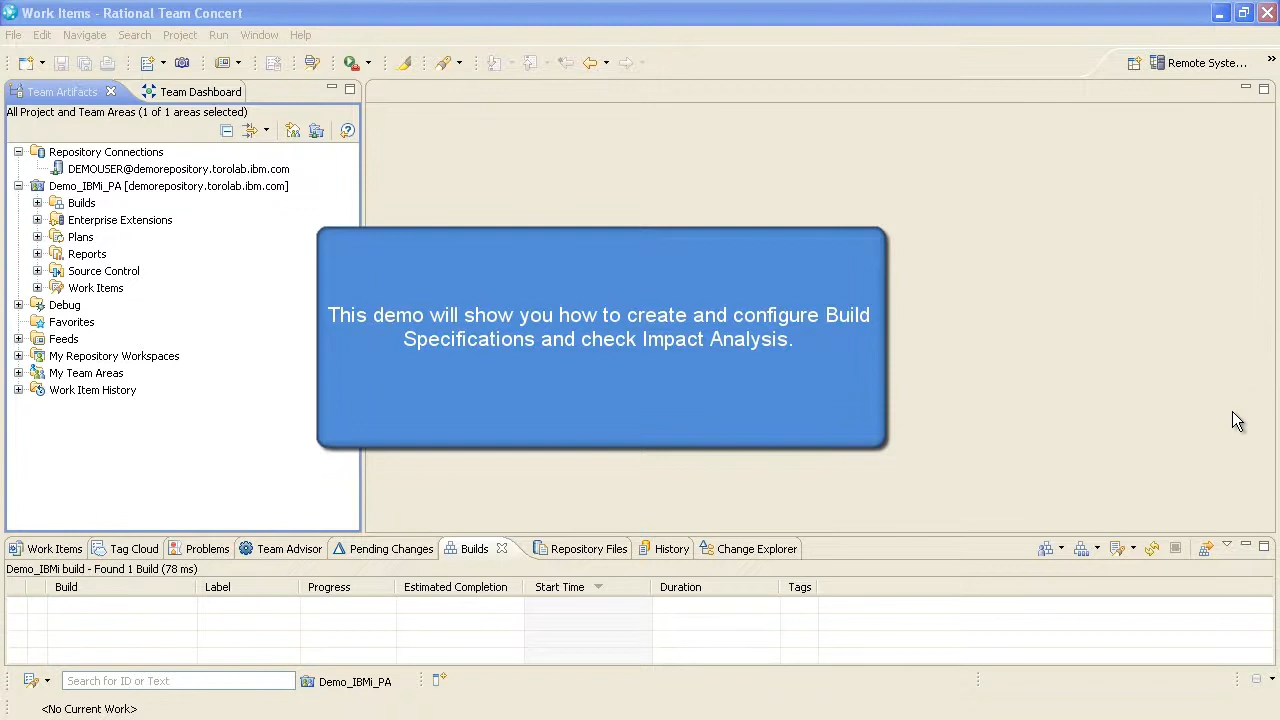 Work Items - Rational Team Concert
File Edit Navigate Search Project Run Window Help
Remote Syste... »
Team Artifacts Team Dashboard
All Project and Team Areas (1 of 1 areas selected)
Repository Connections
DEMOUSER@demorepository.torolab.ibm.com
Demo_IBMi_PA [demorepository.torolab.ibm.com]
Builds
Enterprise Extensions
Plans
Reports
Source Control
Work Items
Debug
Favorites
Feeds
My Repository Workspaces
My Team Areas
Work Item History
This demo will show you how to create and configure Build
Specifications and check Impact Analysis.
Work Items Tag Cloud Problems Team Advisor Pending Changes Builds Repository Files History Change Explorer
Demo_IBMi build - Found 1 Build (78 ms)
Build Label Progress Estimated Completion Start Time Duration Tags
Search for ID or Text Demo_IBMi_PA
<No Current Work>